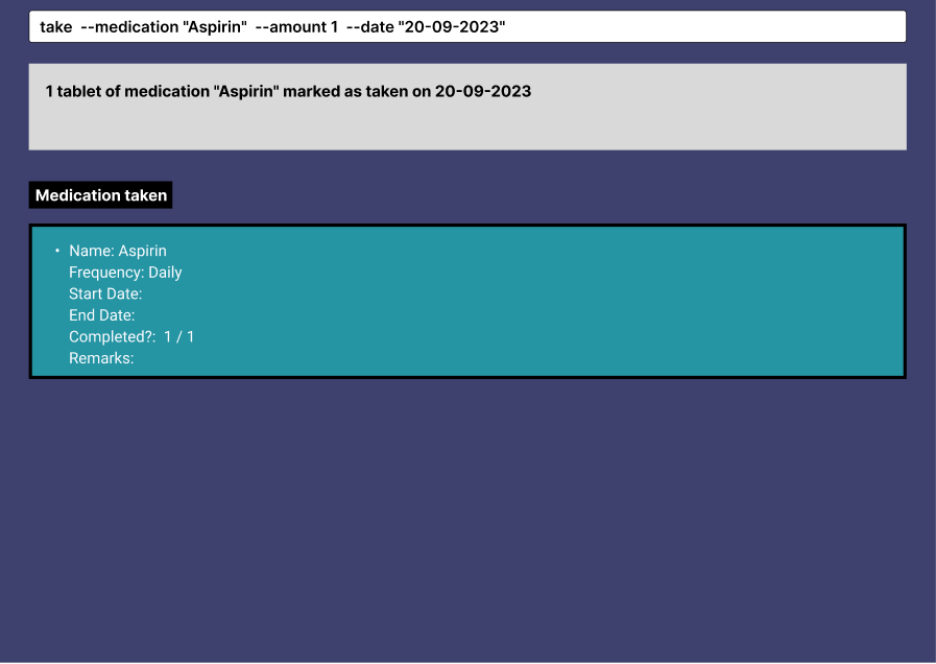 take --medication "Aspirin" --amount 1 --date "20-09-2023"
1 tablet of medication "Aspirin" marked as taken on 20-09-2023
Medication taken
• Name: Aspirin
Frequency: Daily
Start Date:
End Date:
Completed?: 1 / 1
Remarks: